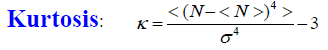 Kurtosis: κ = <(N−<N>)⁴> / σ⁴ − 3